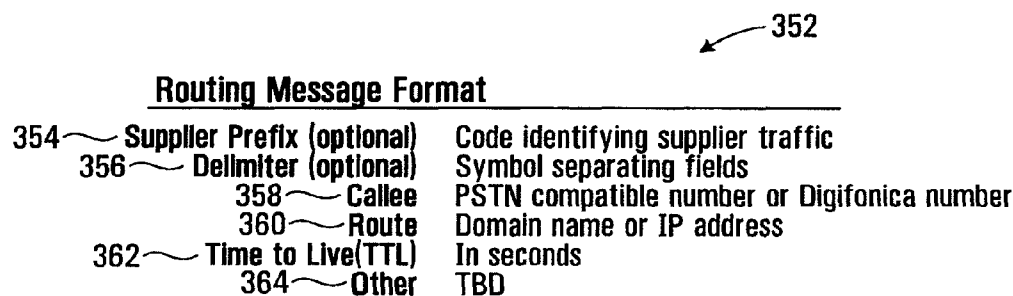 352
Routing Message Format
354 Supplier Prefix (optional) Code identifying supplier traffic
356 Delimiter (optional) Symbol separating fields
358 Callee PSTN compatible number or Digifonica number
360 Route Domain name or IP address
362 Time to Live(TTL) In seconds
364 Other TBD